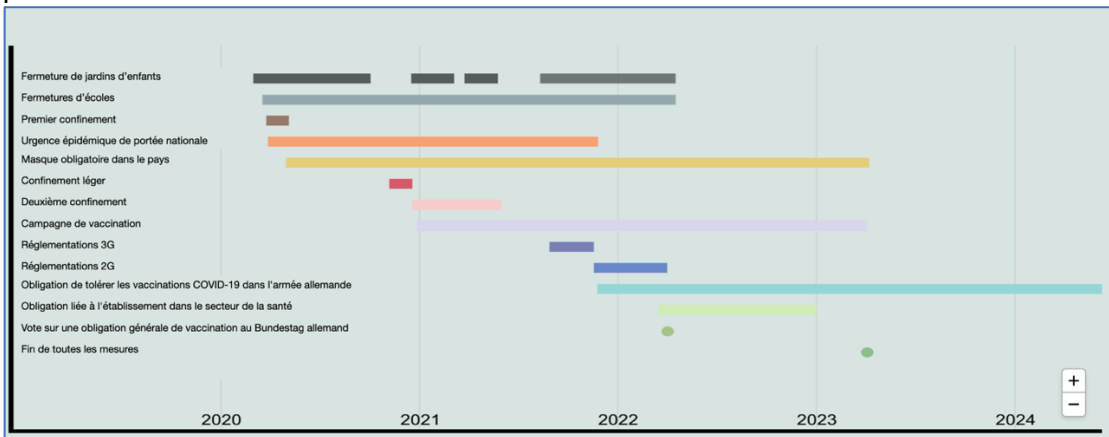 Fermeture de jardins d'enfants
Fermetures d'écoles
Premier confinement
Urgence épidémique de portée nationale
Masque obligatoire dans le pays
Confinement léger
Deuxième confinement
Campagne de vaccination
Réglementations 3G
Réglementations 2G
Obligation de tolérer les vaccinations COVID-19 dans l'armée allemande
Obligation liée à l'établissement dans le secteur de la santé
Vote sur une obligation générale de vaccination au Bundestag allemand
Fin de toutes les mesures
+
−
2020 2021 2022 2023 2024